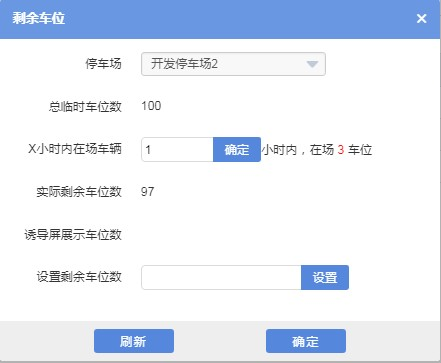 剩余车位 ×
停车场 开发停车场2
总临时车位数 100
X小时内在场车辆 1 确定 小时内，在场 3 车位
实际剩余车位数 97
诱导屏展示车位数
设置剩余车位数 设置
刷新 确定